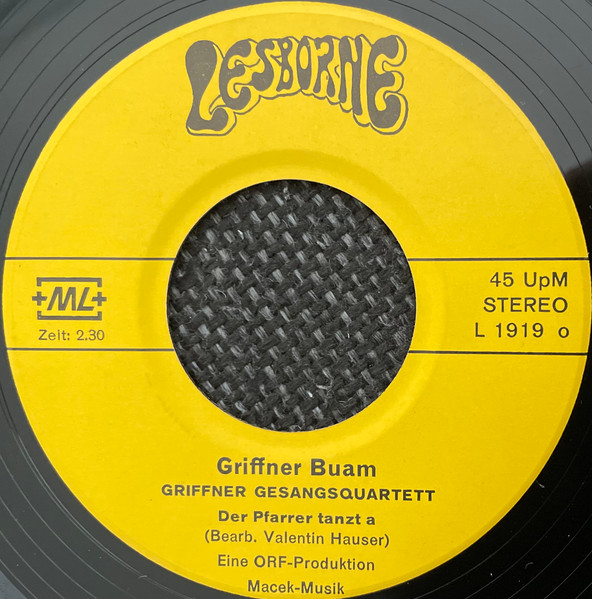 LESBORNE
+ML+
Zeit: 2.30
45 UpM
STEREO
L 1919 o
Griffner Buam
GRIFFNER GESANGSQUARTETT
Der Pfarrer tanzt a
(Bearb. Valentin Hauser)
Eine ORF-Produktion
Macek-Musik